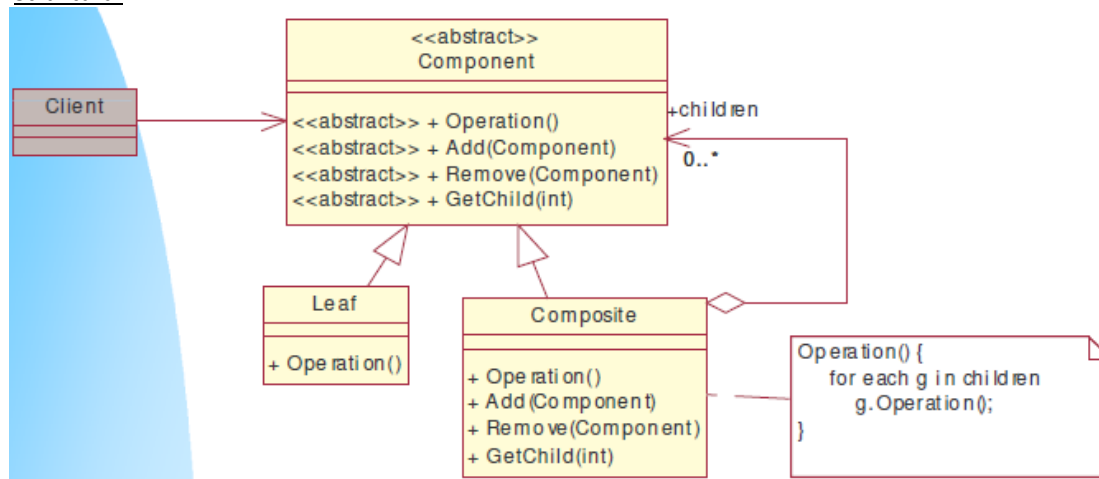 Client
<<abstract>>
Component
<<abstract>> + Operation()
<<abstract>> + Add(Component)
<<abstract>> + Remove(Component)
<<abstract>> + GetChild(int)
+children
0..*
Leaf
+ Operation()
Composite
+ Operation()
+ Add(Component)
+ Remove(Component)
+ GetChild(int)
Operation() {
for each g in children
g.Operation();
}